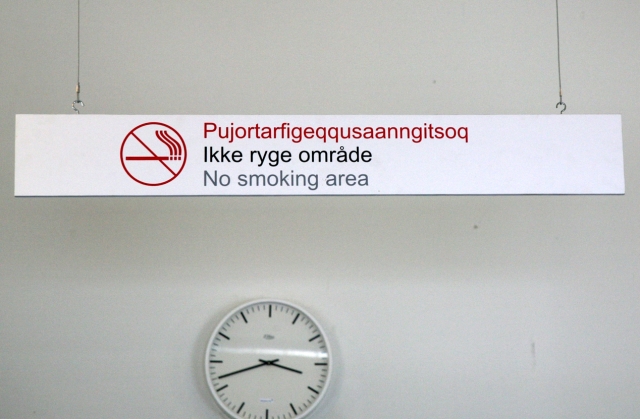 Pujortarfigeqqusaanngitsoq
Ikke ryge område
No smoking area